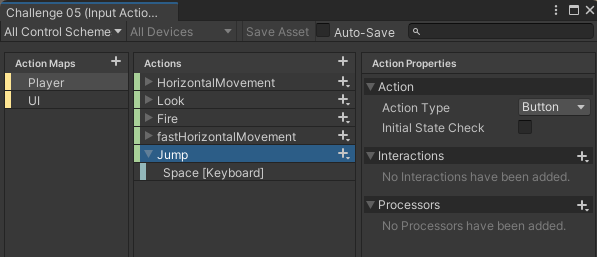 Challenge 05 (Input Actio...
All Control Scheme All Devices Save Asset Auto-Save
Action Maps + Actions Action Properties
Player HorizontalMovement + Action
UI Look + Action Type Button
Fire + Initial State Check
fastHorizontalMovement +
Jump + Interactions +
Space [Keyboard] No Interactions have been added.
Processors +
No Processors have been added.